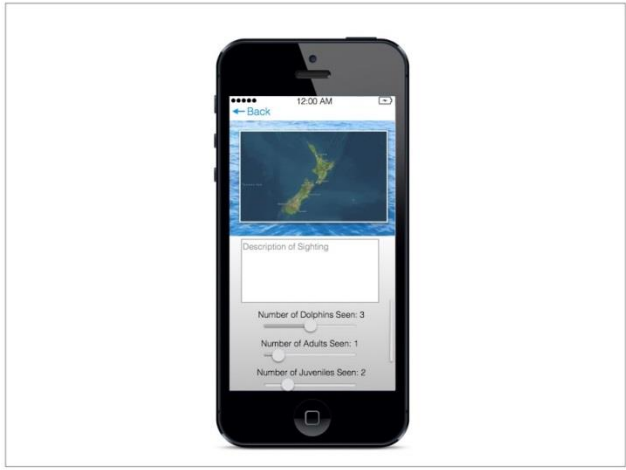 12:00 AM
Back
Description of Sighting
Number of Dolphins Seen: 3
Number of Adults Seen: 1
Number of Juveniles Seen: 2